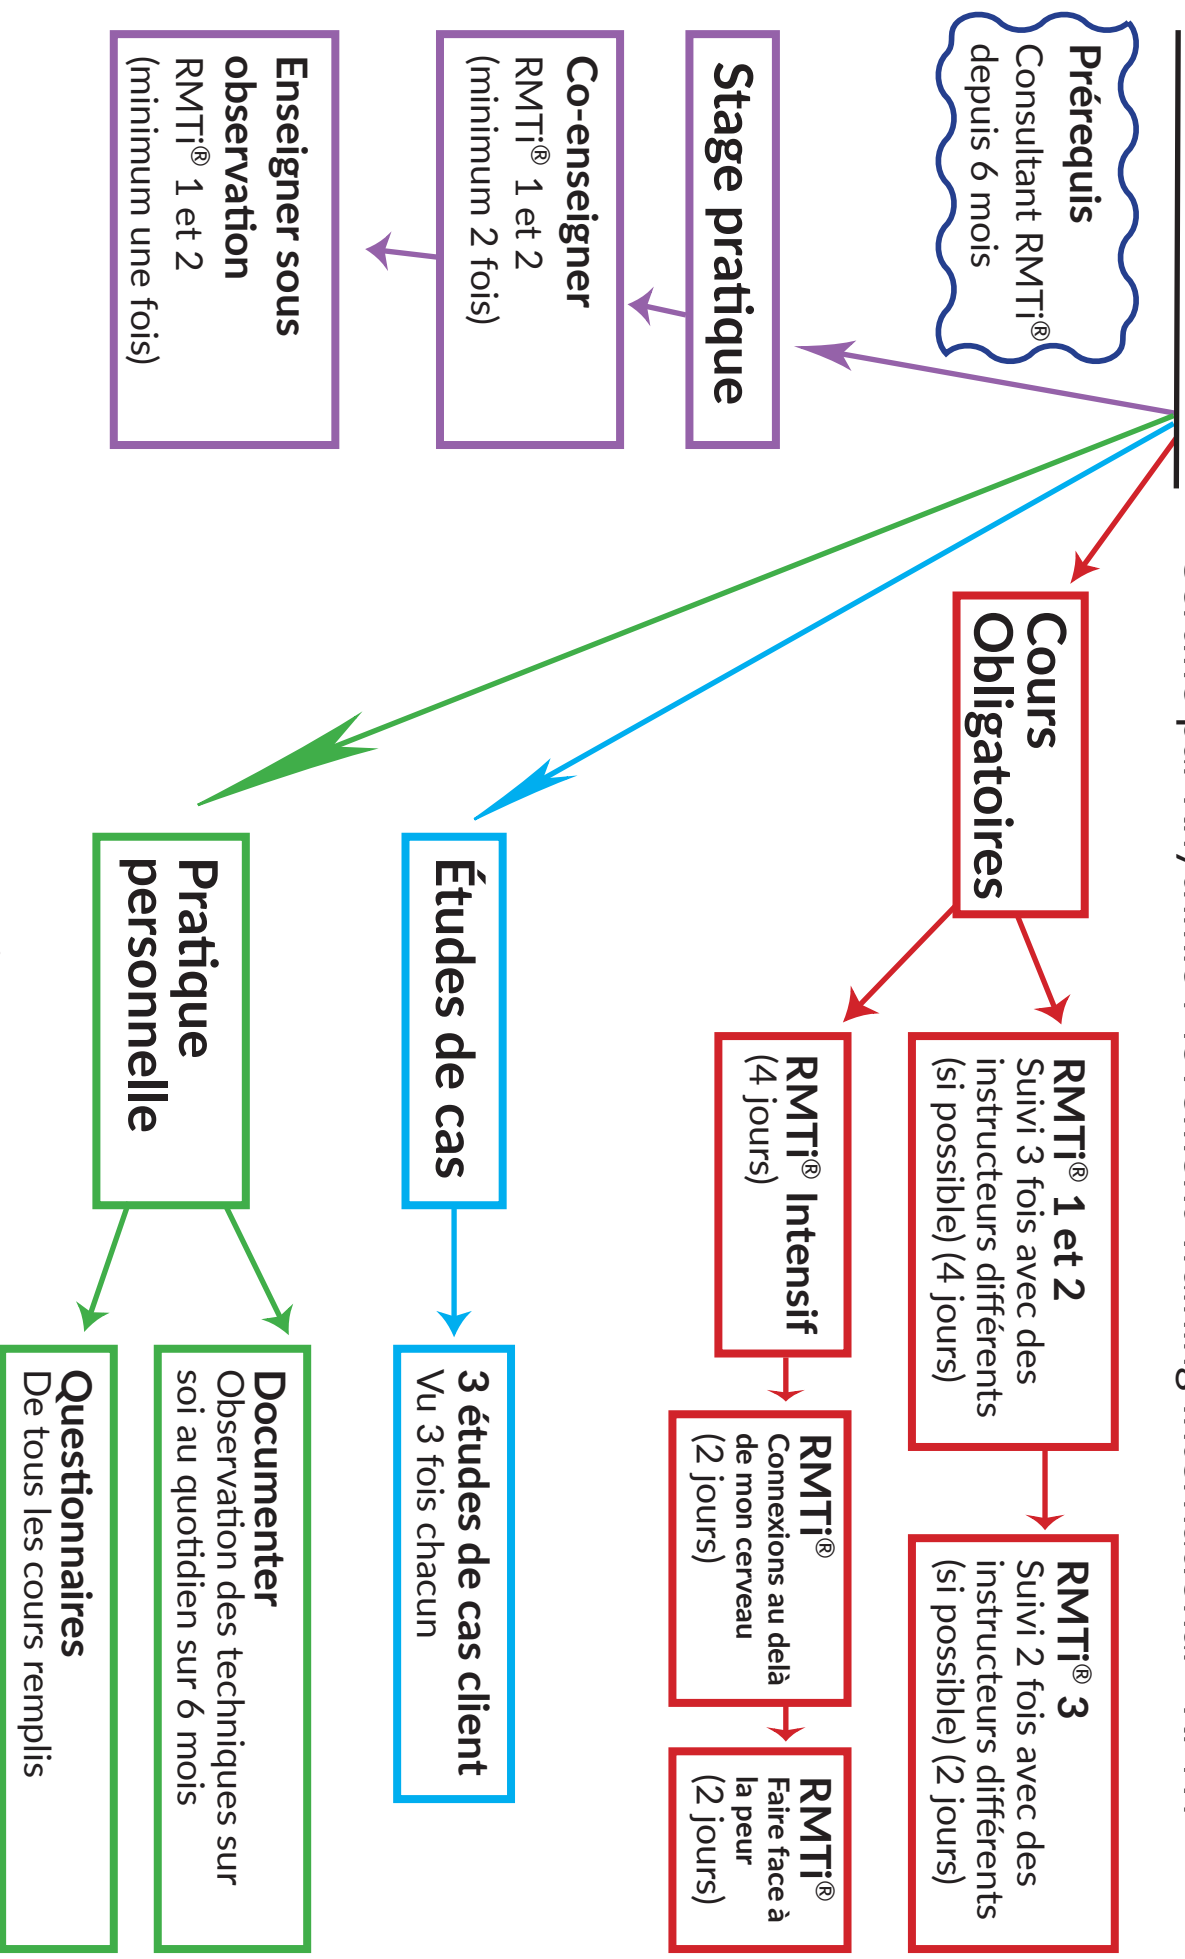 Prérequis
Consultant RMTi®
depuis 6 mois
Stage pratique
Co-enseigner
RMTi® 1 et 2
(minimum 2 fois)
Enseigner sous
observation
RMTi® 1 et 2
(minimum une fois)
Cours
Obligatoires
RMTi® 1 et 2
Suivi 3 fois avec des
instructeurs différents
(si possible) (4 jours)
RMTi® 3
Suivi 2 fois avec des
instructeurs différents
(si possible) (2 jours)
RMTi® Intensif
(4 jours)
RMTi®
Connexions au delà
de mon cerveau
(2 jours)
RMTi®
Faire face à
la peur
(2 jours)
Études de cas
3 études de cas client
Vu 3 fois chacun
Pratique
personnelle
Documenter
Observation des techniques sur
soi au quotidien sur 6 mois
Questionnaires
De tous les cours remplis